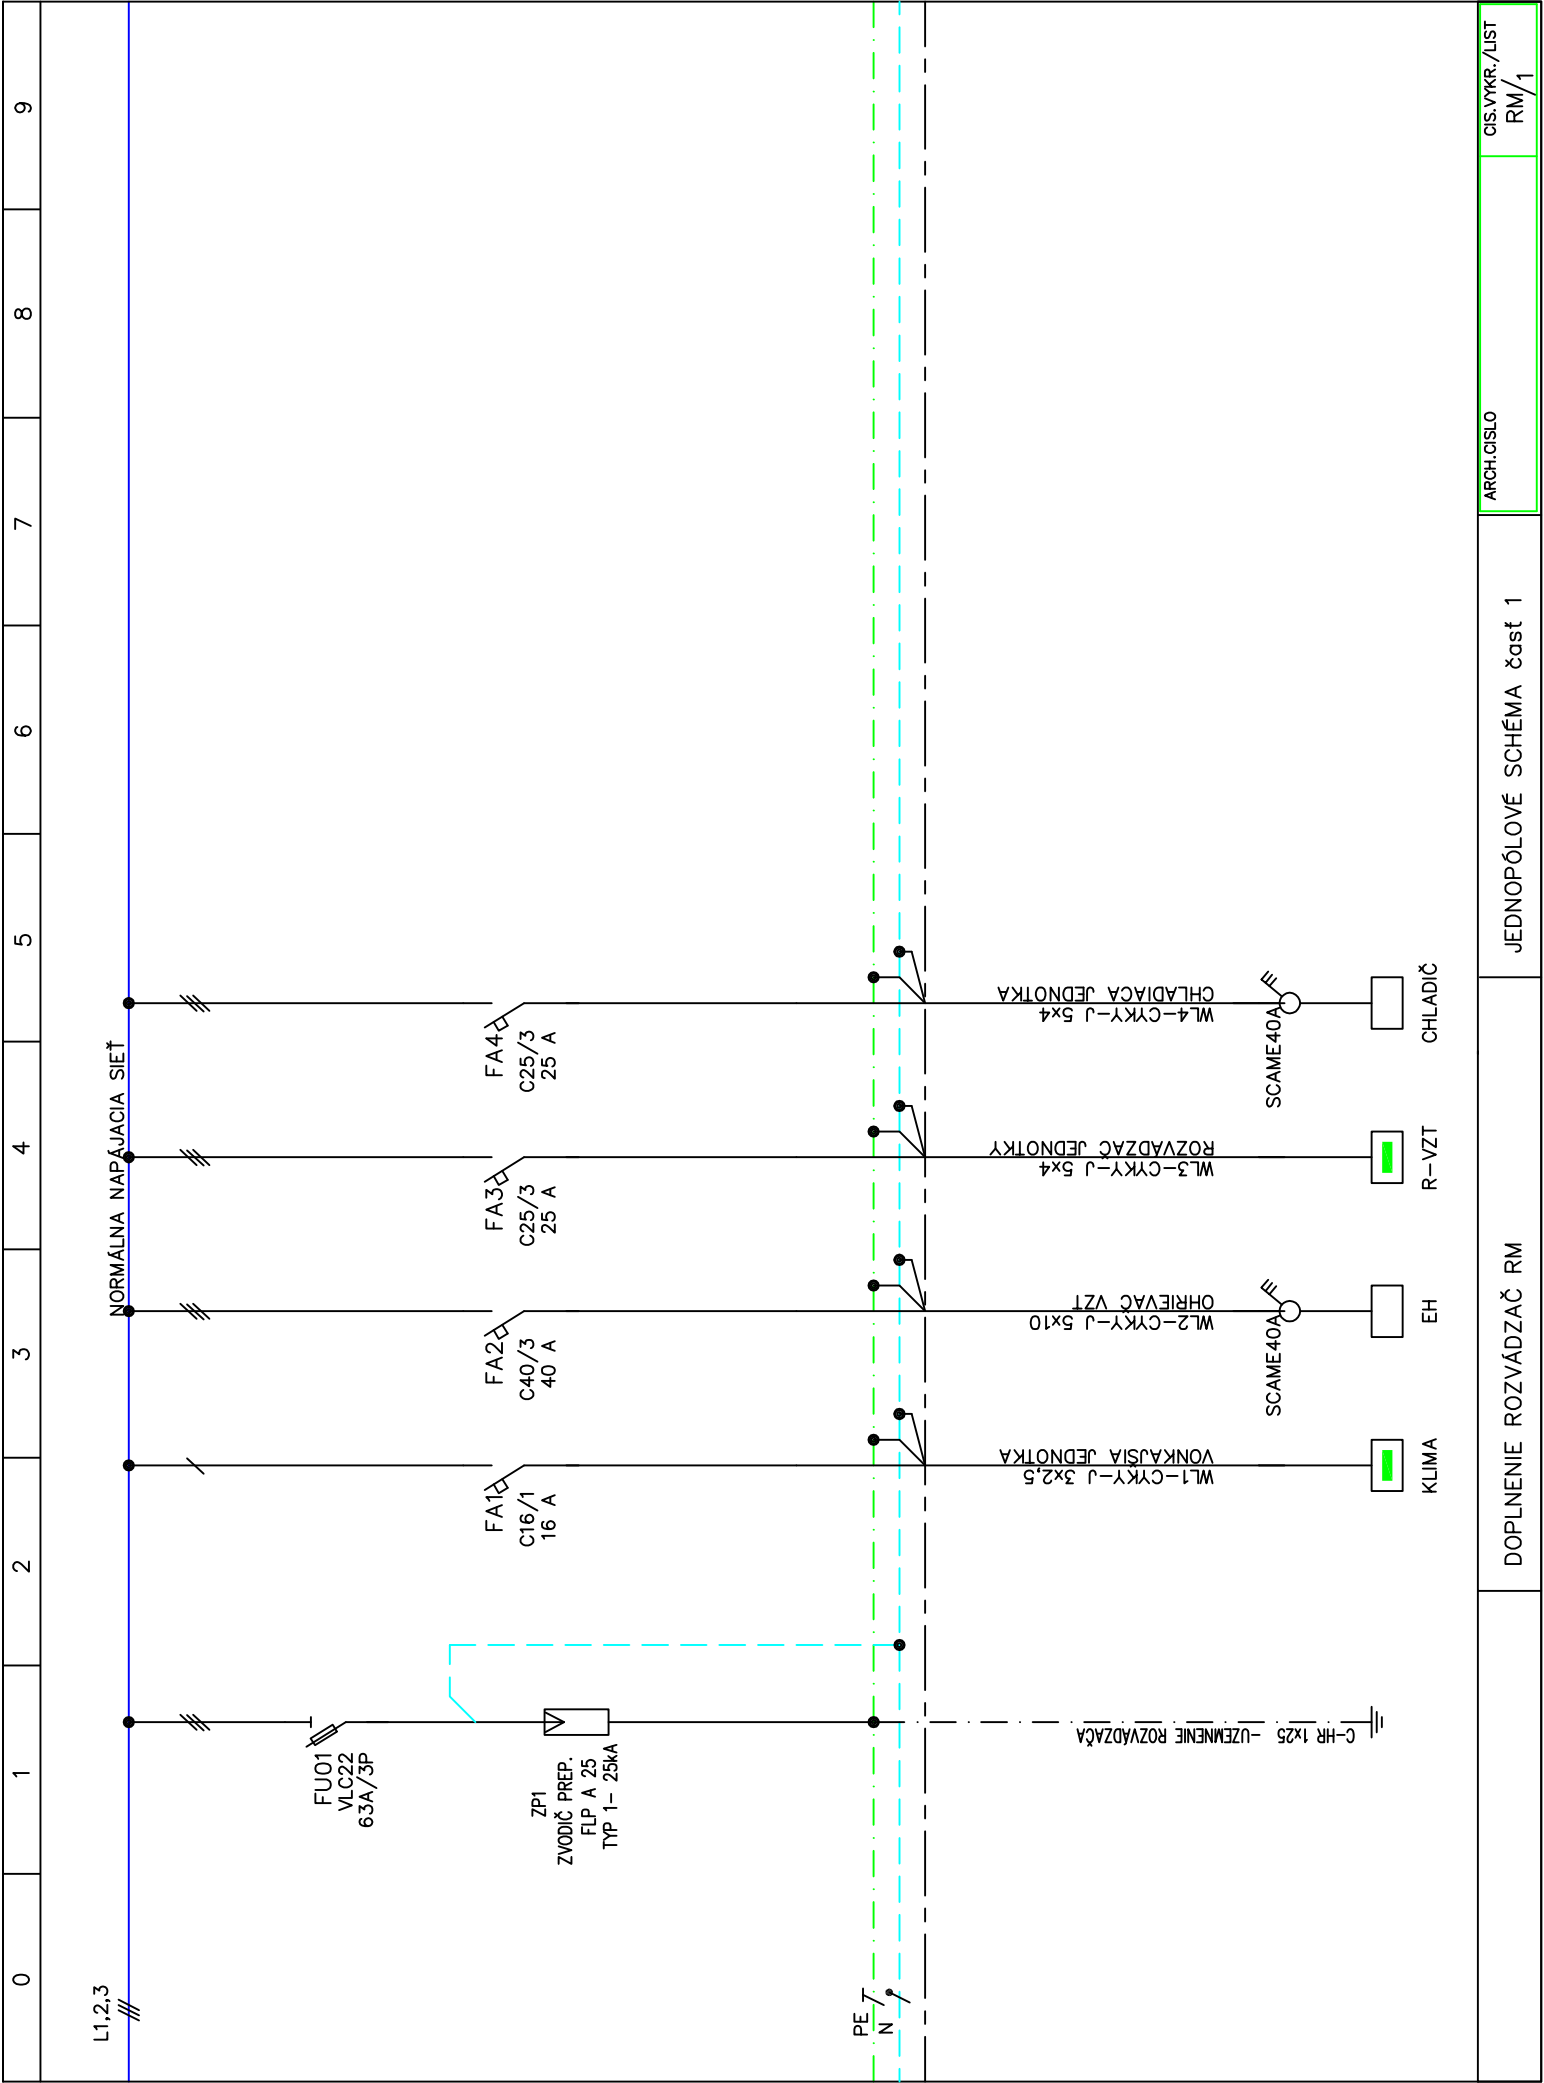 0 1 2 3 4 5 6 7 8 9
L1,2,3
NORMÁLNA NAPÁJACIA SIEŤ
FU01
VLC22
63A/3P
FA1
C16/1
16 A
FA2
C40/3
40 A
FA3
C25/3
25 A
FA4
C25/3
25 A
ZP1
ZVODIČ PREP.
FLP A 25
TYP 1- 25kA
PE
N
C-HR 1x25 -UZEMNENIE ROZVÁDZAČA
WL1-CYKY-J 3x2,5
VONKAJŠIA JEDNOTKA
WL2-CYKY-J 5x10
OHRIEVAČ VZT
WL3-CYKY-J 5x4
ROZVÁDZAČ JEDNOTKY
WL4-CYKY-J 5x4
CHLADIACA JEDNOTKA
SCAME40A
SCAME40A
KLIMA
EH
R-VZT
CHLADIČ
DOPLNENIE ROZVÁDZAČ RM
JEDNOPÓLOVÉ SCHÉMA časť 1
ARCH.CISLO
CIS.VYKR./LIST
RM/1